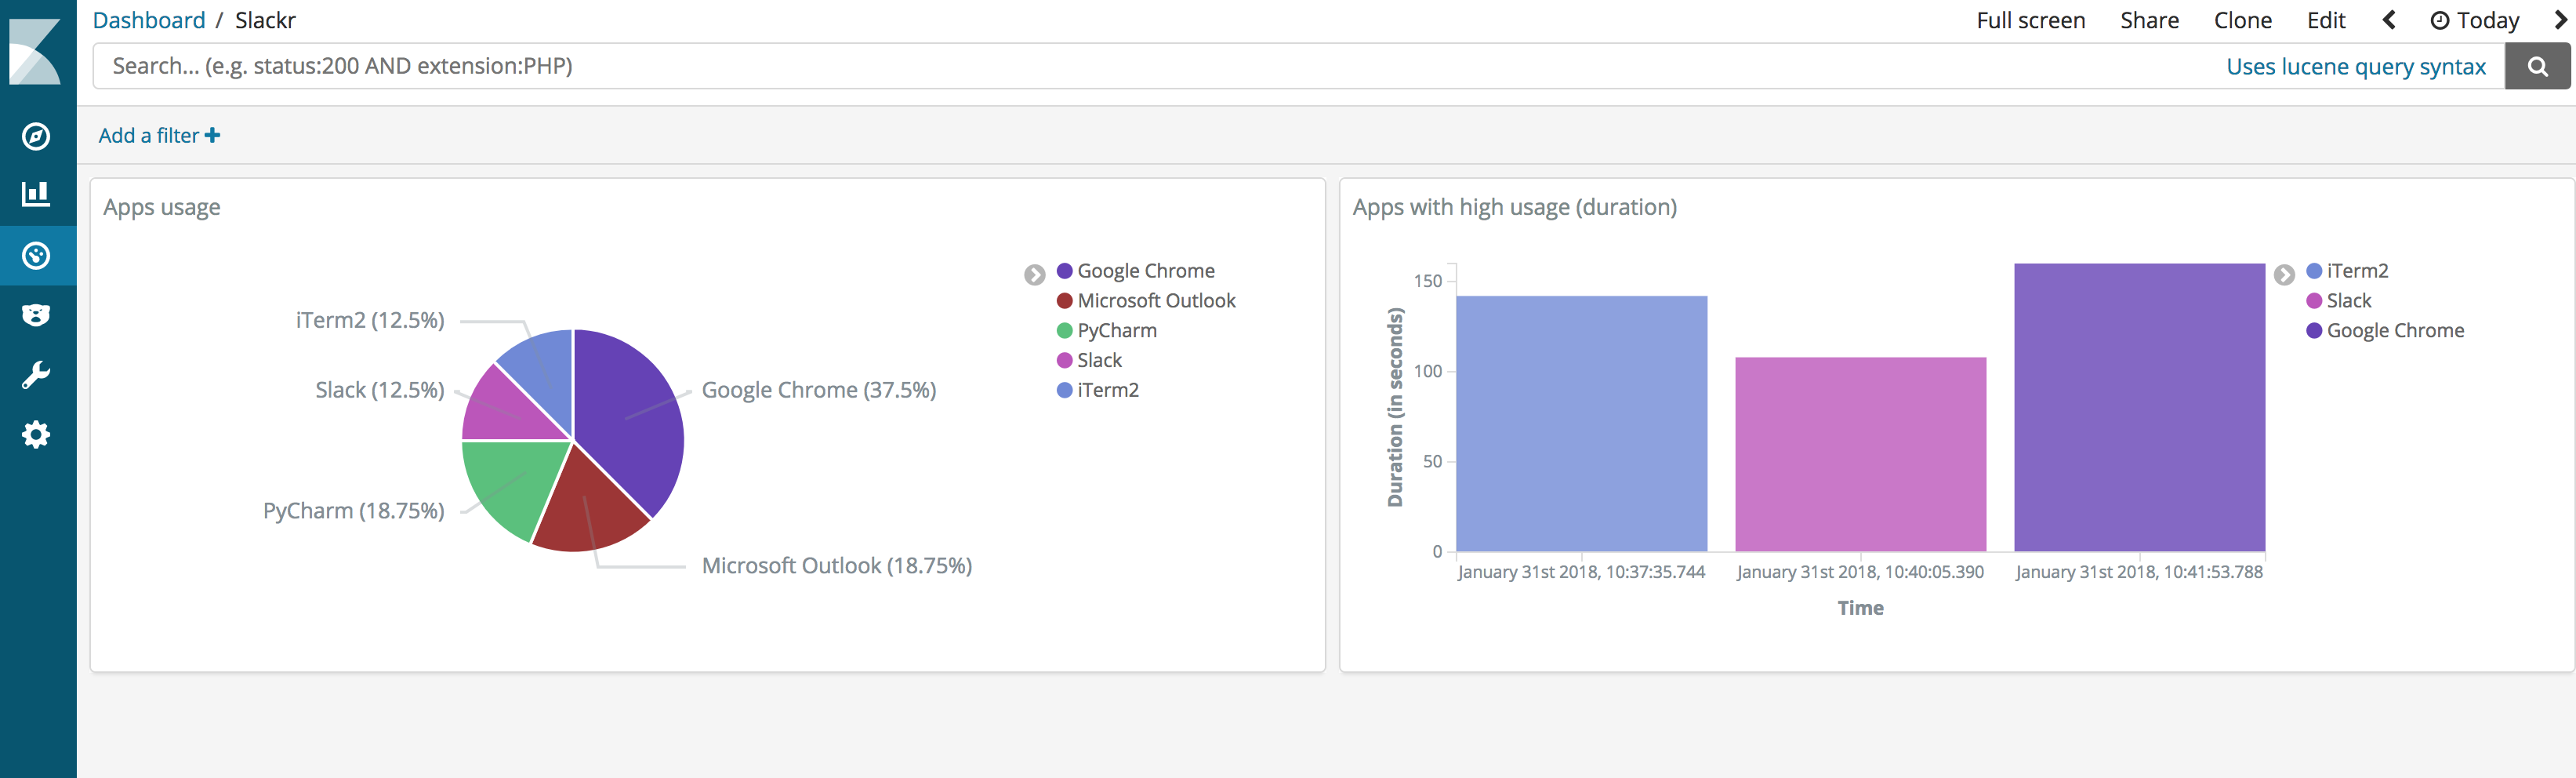 Dashboard / Slackr
Full screen Share Clone Edit Today
Search... (e.g. status:200 AND extension:PHP)
Uses lucene query syntax
Add a filter
Apps usage
iTerm2 (12.5%)
Slack (12.5%)
PyCharm (18.75%)
Google Chrome (37.5%)
Microsoft Outlook (18.75%)
Google Chrome
Microsoft Outlook
PyCharm
Slack
iTerm2
Apps with high usage (duration)
Duration (in seconds)
150
100
50
0
January 31st 2018, 10:37:35.744
January 31st 2018, 10:40:05.390
January 31st 2018, 10:41:53.788
Time
iTerm2
Slack
Google Chrome